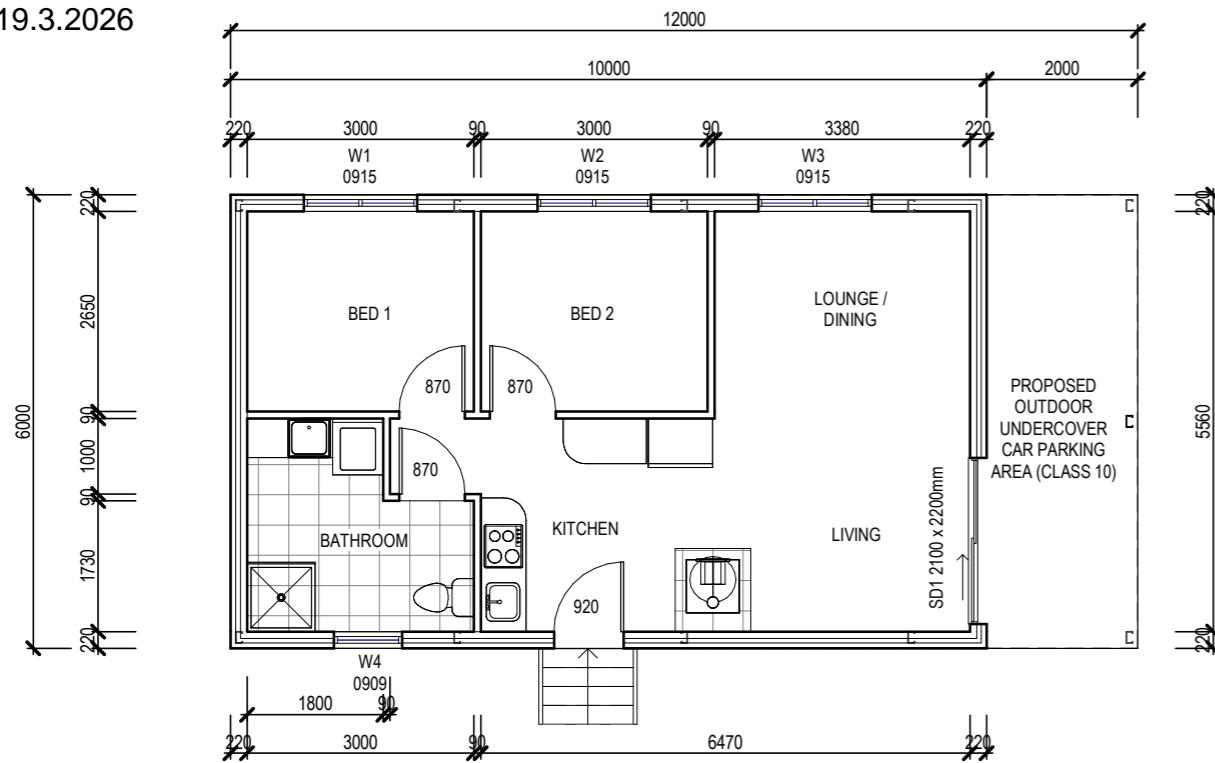 19.3.2026
12000
10000
2000
220
3000
90
3000
90
3380
220
W1
0915
W2
0915
W3
0915
6000
220
2650
90
1000
90
1730
220
220
5560
220
BED 1
BED 2
LOUNGE /
DINING
870
870
870
PROPOSED
OUTDOOR
UNDERCOVER
CAR PARKING
AREA (CLASS 10)
BATHROOM
KITCHEN
LIVING
SD1 2100 x 2200mm
920
W4
0909
1800
90
220
3000
90
6470
220